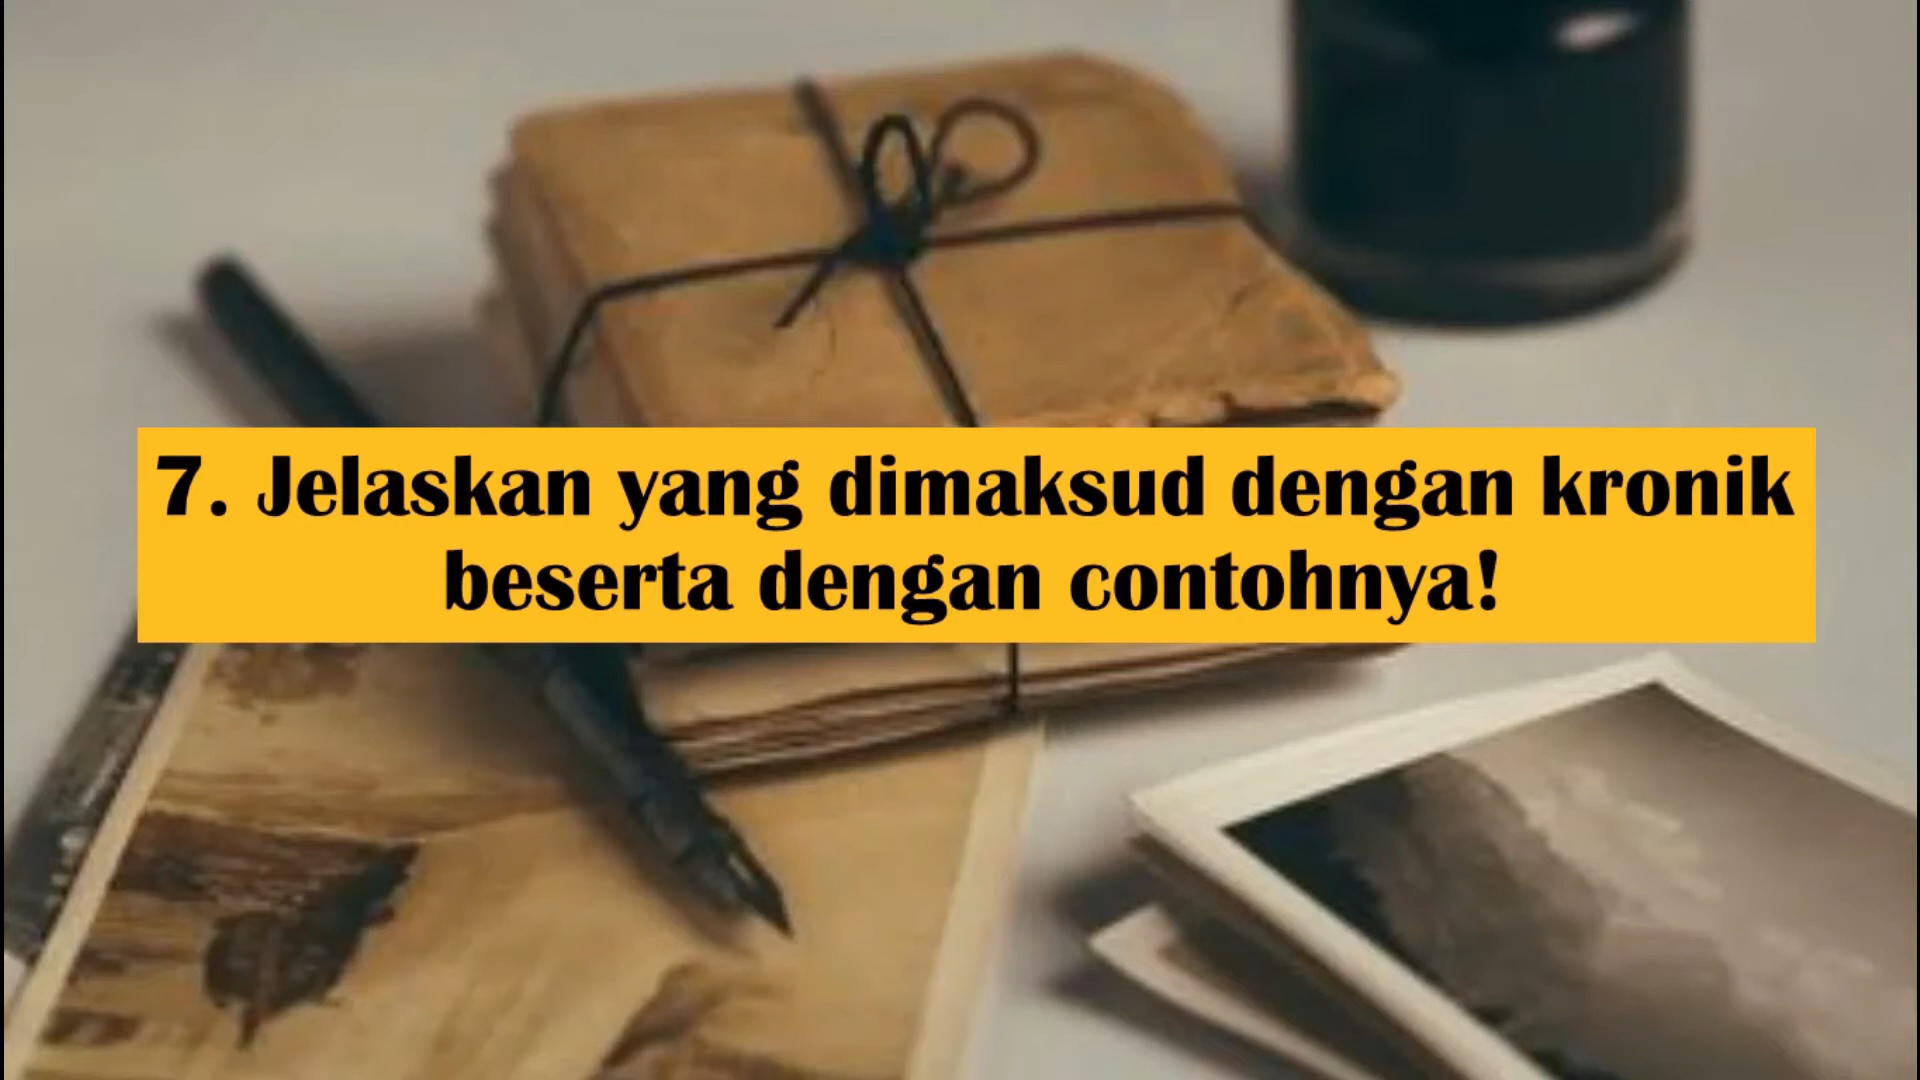 7. Jelaskan yang dimaksud dengan kronik
beserta dengan contohnya!